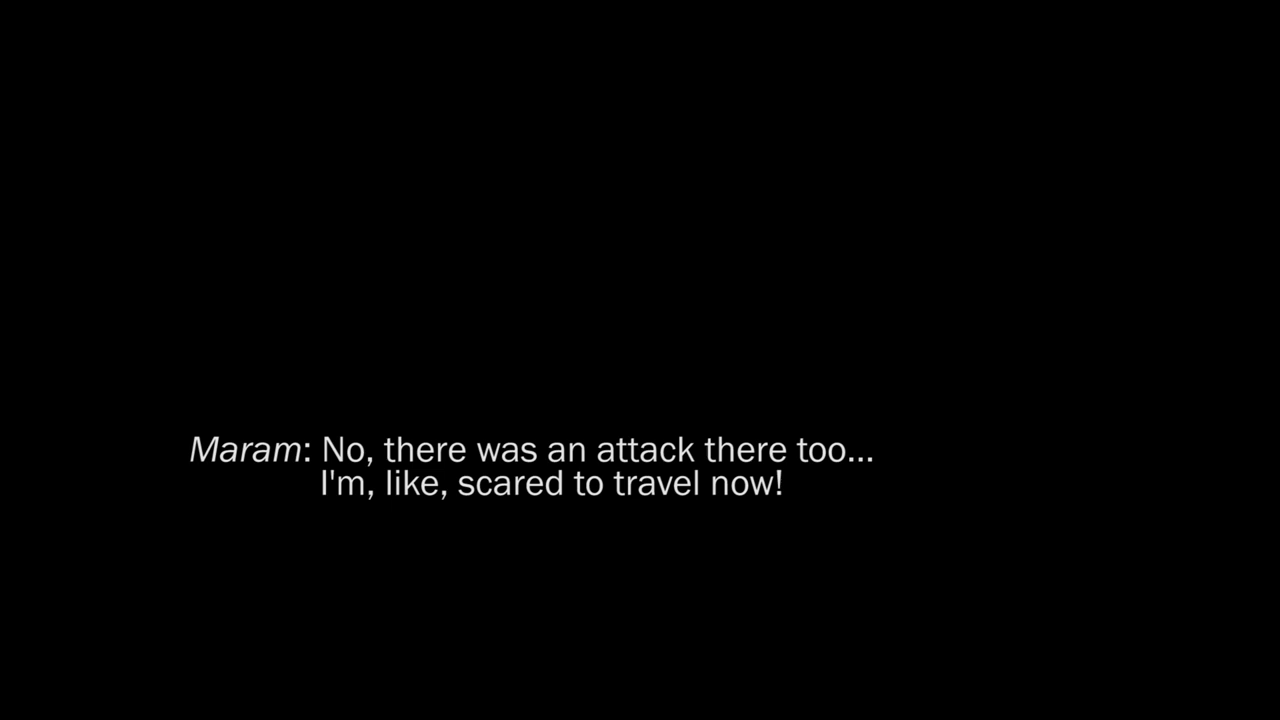 Maram: No, there was an attack there too...
I'm, like, scared to travel now!